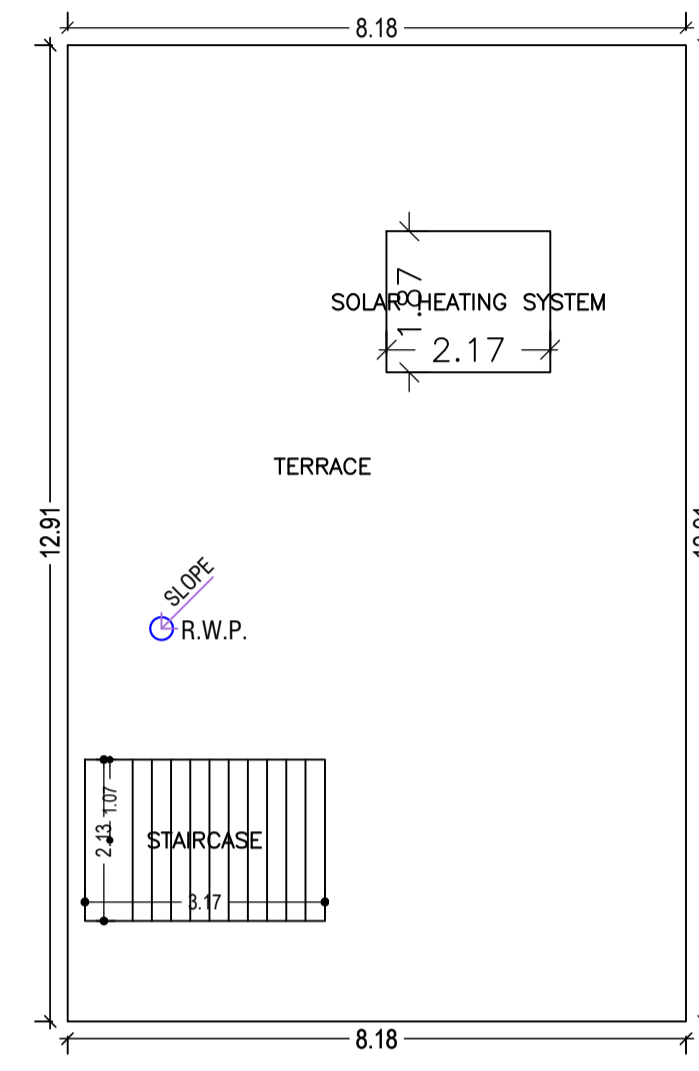 8.18
1.87
SOLAR HEATING SYSTEM
2.17
TERRACE
12.91
SLOPE
R.W.P.
1.07
2.13
STAIRCASE
3.17
8.18